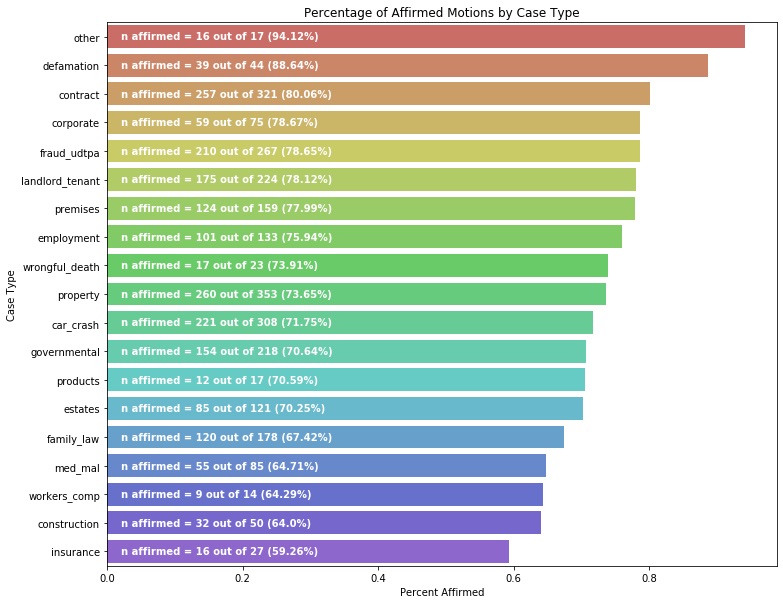 Percentage of Affirmed Motions by Case Type
Case Type
other n affirmed = 16 out of 17 (94.12%)
defamation n affirmed = 39 out of 44 (88.64%)
contract n affirmed = 257 out of 321 (80.06%)
corporate n affirmed = 59 out of 75 (78.67%)
fraud_udtpa n affirmed = 210 out of 267 (78.65%)
landlord_tenant n affirmed = 175 out of 224 (78.12%)
premises n affirmed = 124 out of 159 (77.99%)
employment n affirmed = 101 out of 133 (75.94%)
wrongful_death n affirmed = 17 out of 23 (73.91%)
property n affirmed = 260 out of 353 (73.65%)
car_crash n affirmed = 221 out of 308 (71.75%)
governmental n affirmed = 154 out of 218 (70.64%)
products n affirmed = 12 out of 17 (70.59%)
estates n affirmed = 85 out of 121 (70.25%)
family_law n affirmed = 120 out of 178 (67.42%)
med_mal n affirmed = 55 out of 85 (64.71%)
workers_comp n affirmed = 9 out of 14 (64.29%)
construction n affirmed = 32 out of 50 (64.0%)
insurance n affirmed = 16 out of 27 (59.26%)
0.0 0.2 0.4 0.6 0.8
Percent Affirmed